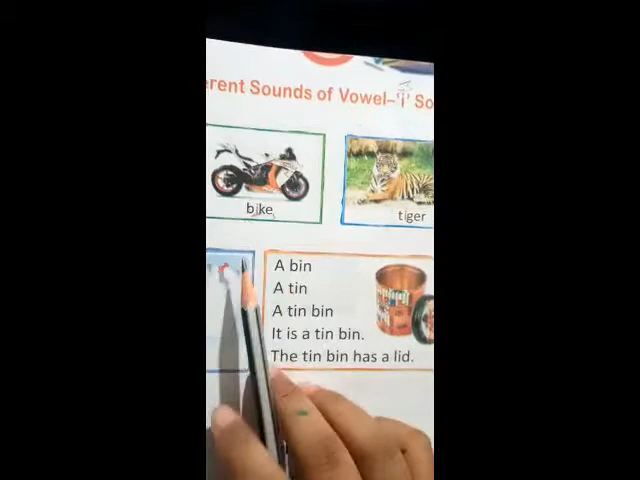 erent Sounds of Vowel–'i' So
bike
tiger
A bin
A tin
A tin bin
It is a tin bin.
The tin bin has a lid.